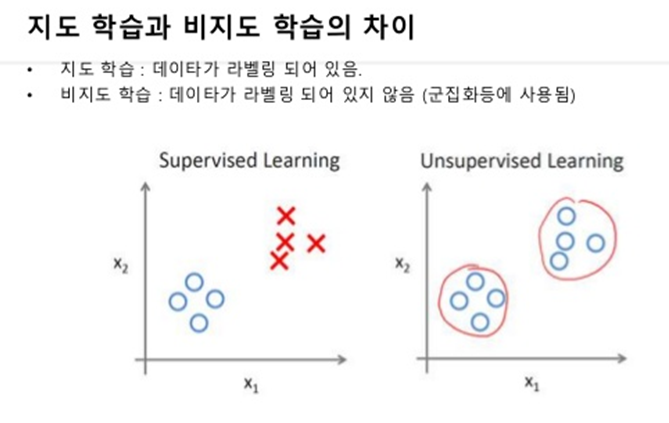 지도 학습과 비지도 학습의 차이
• 지도 학습 : 데이타가 라벨링 되어 있음.
• 비지도 학습 : 데이타가 라벨링 되어 있지 않음 (군집화등에 사용됨)
Supervised Learning
x₂
x₁
Unsupervised Learning
x₂
x₁